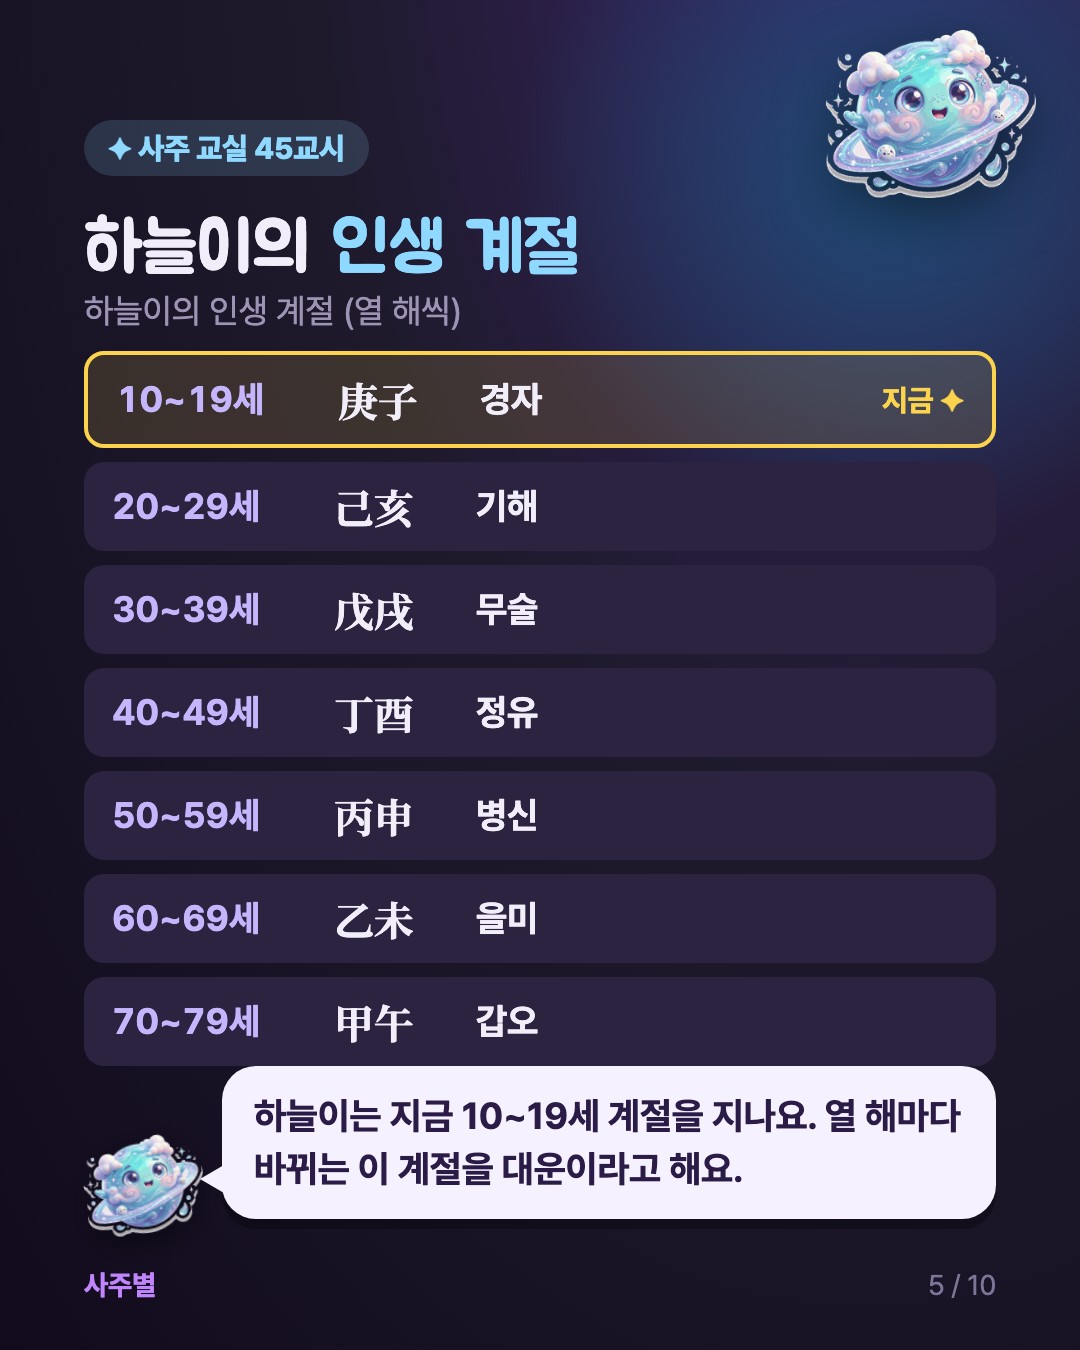 ✦ 사주 교실 45교시
하늘이의 인생 계절
하늘이의 인생 계절 (열 해씩)
10~19세 庚子 경자 지금 ✦
20~29세 己亥 기해
30~39세 戊戌 무술
40~49세 丁酉 정유
50~59세 丙申 병신
60~69세 乙未 을미
70~79세 甲午 갑오
하늘이는 지금 10~19세 계절을 지나요. 열 해마다
바뀌는 이 계절을 대운이라고 해요.
사주별 5 / 10